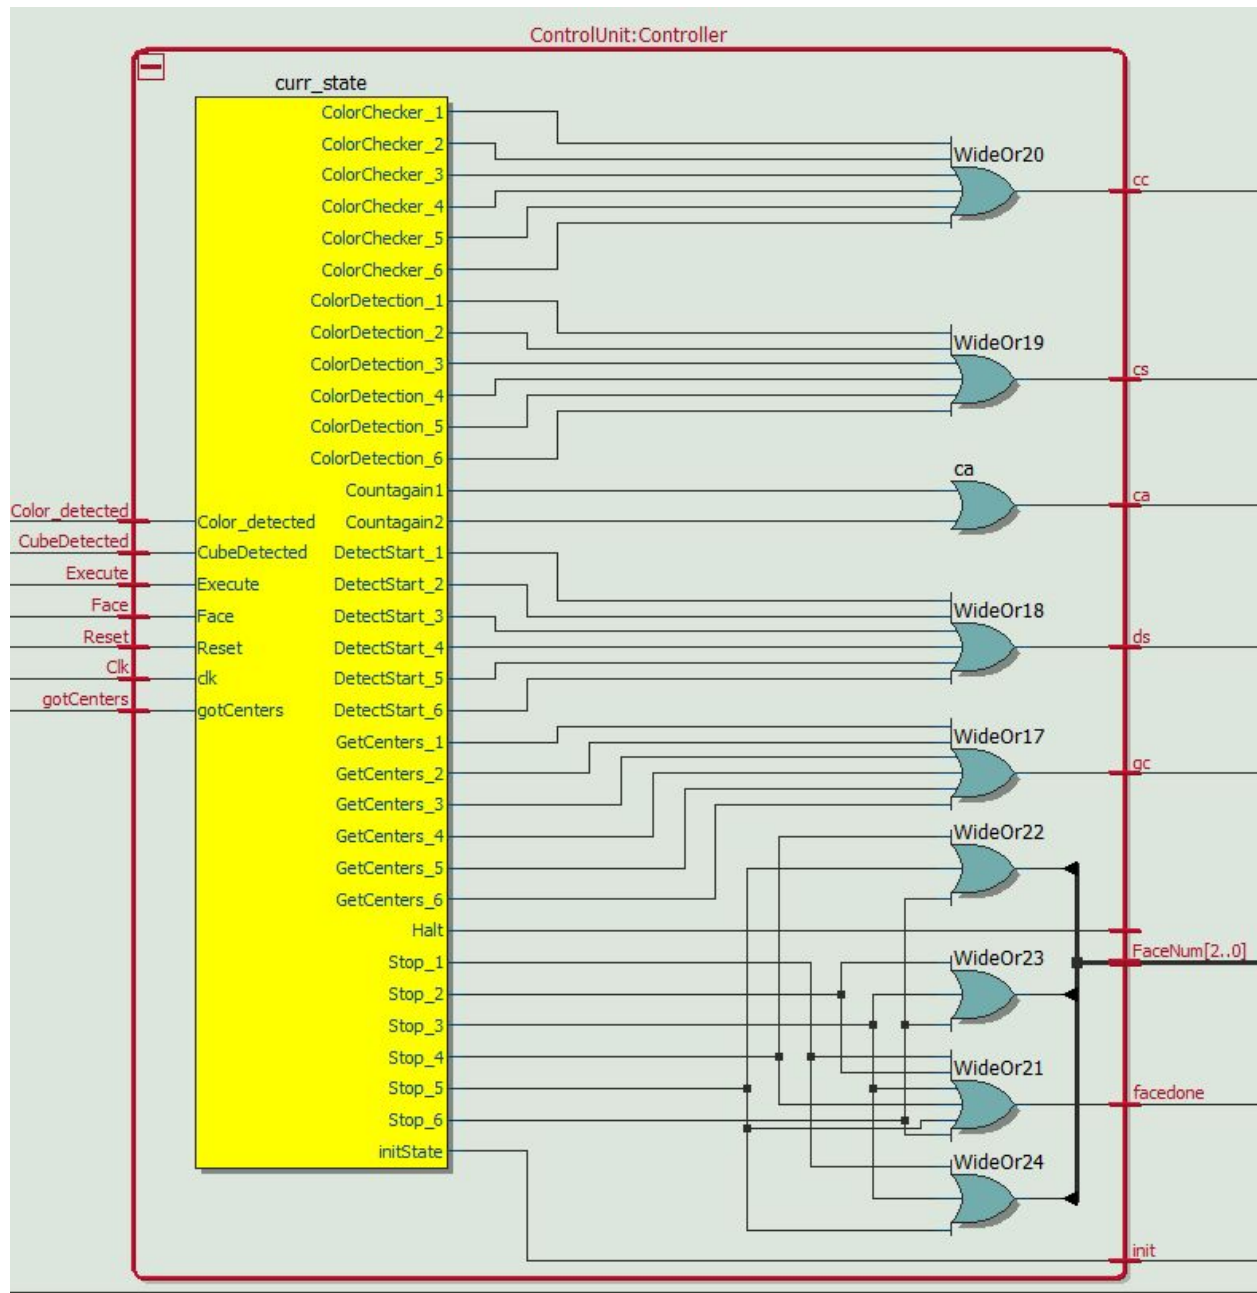 ControlUnit:Controller
curr_state
ColorChecker_1
ColorChecker_2
WideOr20
ColorChecker_3
cc
ColorChecker_4
ColorChecker_5
ColorChecker_6
ColorDetection_1
ColorDetection_2
WideOr19
ColorDetection_3
cs
ColorDetection_4
ColorDetection_5
ColorDetection_6
ca
Countagain1
ca
Color_detected
Color_detected
Countagain2
CubeDetected
CubeDetected
DetectStart_1
Execute
Execute
DetectStart_2
Face
Face
DetectStart_3
WideOr18
Reset
Reset
DetectStart_4
ds
Clk
clk
DetectStart_5
gotCenters
gotCenters
DetectStart_6
GetCenters_1
WideOr17
GetCenters_2
gc
GetCenters_3
GetCenters_4
WideOr22
GetCenters_5
GetCenters_6
Halt
FaceNum[2..0]
Stop_1
WideOr23
Stop_2
Stop_3
Stop_4
WideOr21
Stop_5
facedone
Stop_6
initState
WideOr24
init